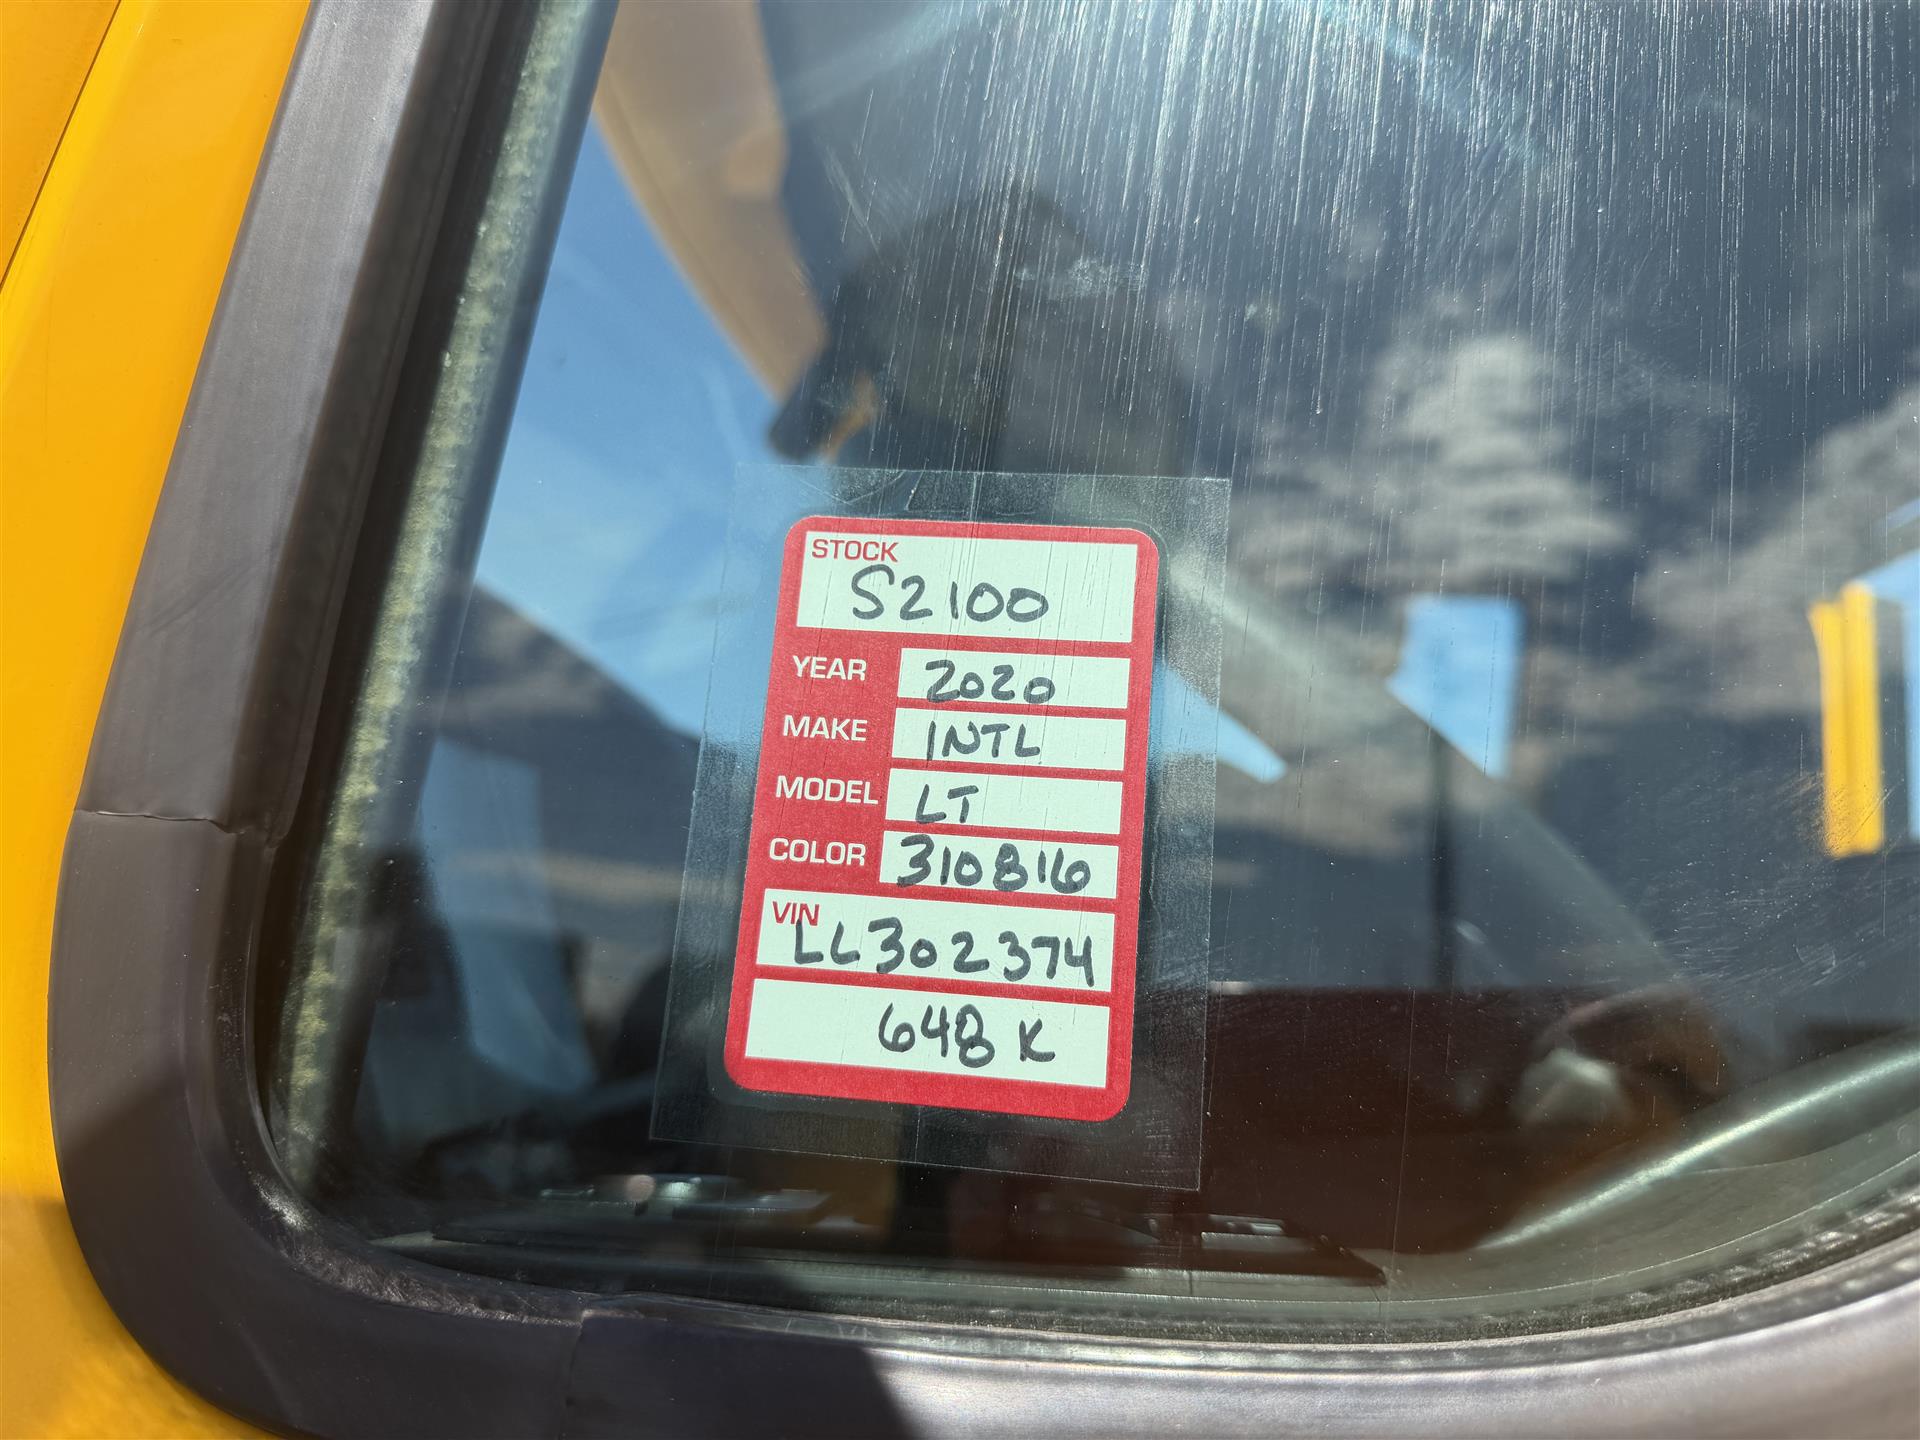 STOCK
S2100
YEAR 2020
MAKE INTL
MODEL LT
COLOR 310816
VIN
LL302374
648 K